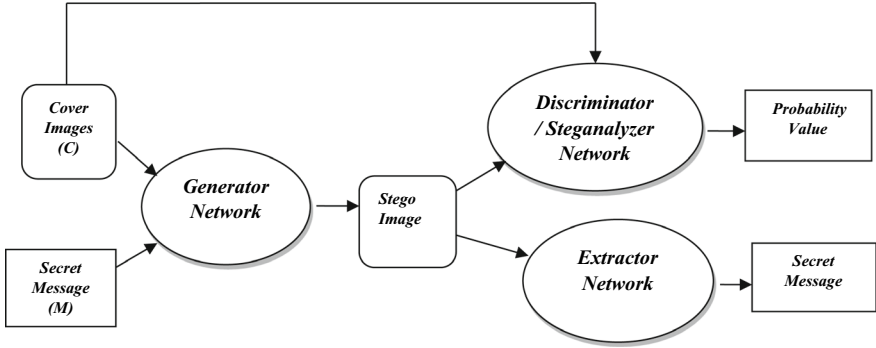 Cover
Images
(C)
Secret
Message
(M)
Generator
Network
Stego
Image
Discriminator
/ Steganalyzer
Network
Probability
Value
Extractor
Network
Secret
Message